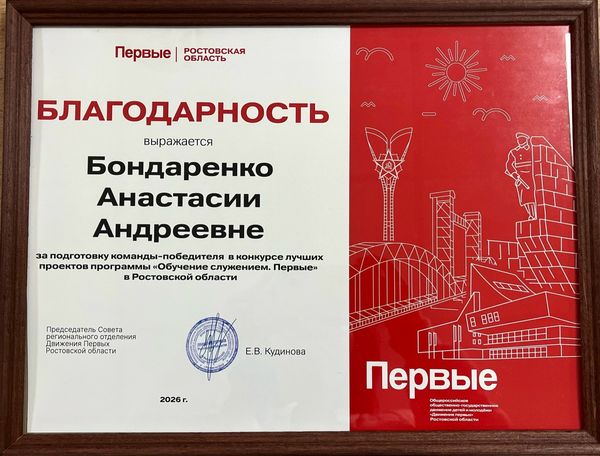 Первые | РОСТОВСКАЯ
ОБЛАСТЬ
БЛАГОДАРНОСТЬ
выражается
Бондаренко
Анастасии
Андреевне
за подготовку команды-победителя в конкурсе лучших
проектов программы «Обучение служением. Первые»
в Ростовской области
Председатель Совета
регионального отделения
Движения Первых
Ростовской области
Е.В. Кудинова
2026 г.
Первые
Общероссийское
общественно-государственное
движение детей и молодёжи
«Движение первых»
Ростовской области